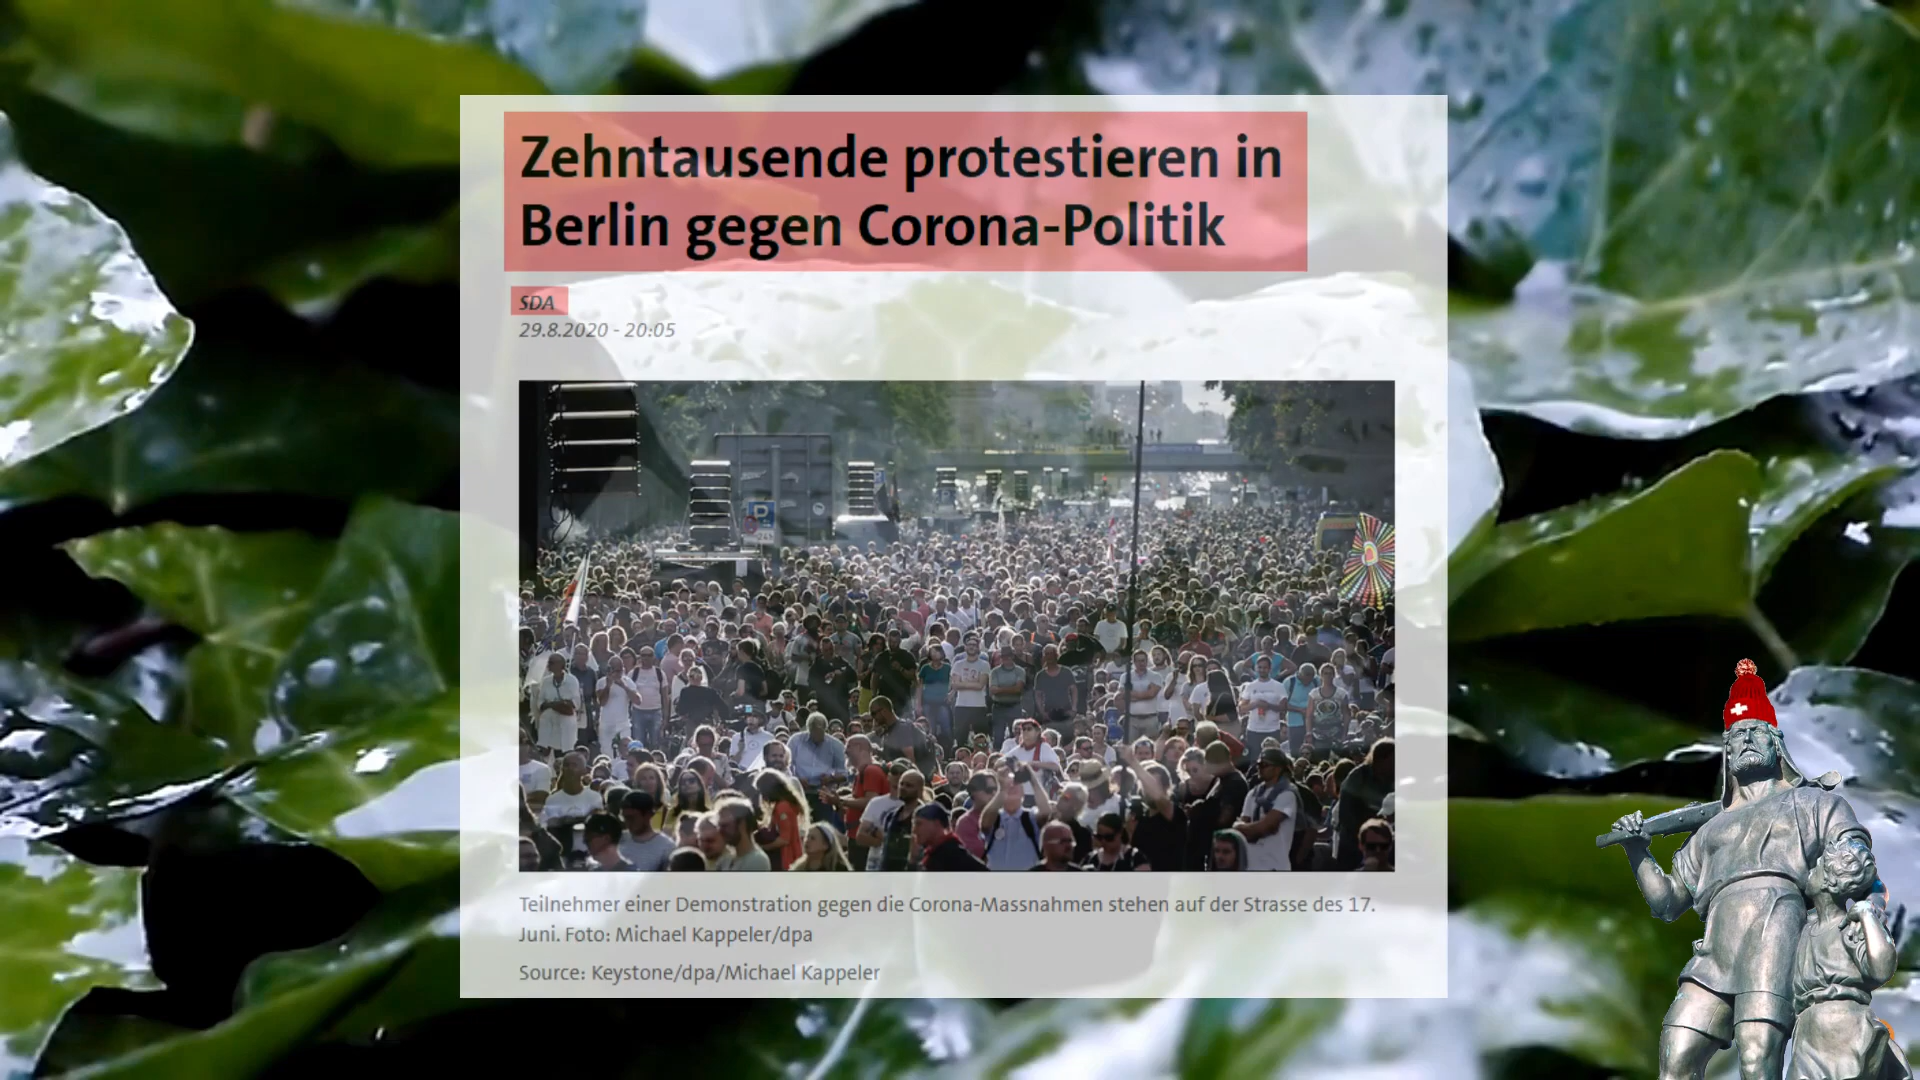 Zehntausende protestieren in
Berlin gegen Corona-Politik
SDA
29.8.2020 - 20:05
P
Teilnehmer einer Demonstration gegen die Corona-Massnahmen stehen auf der Strasse des 17.
Juni. Foto: Michael Kappeler/dpa
Source: Keystone/dpa/Michael Kappeler